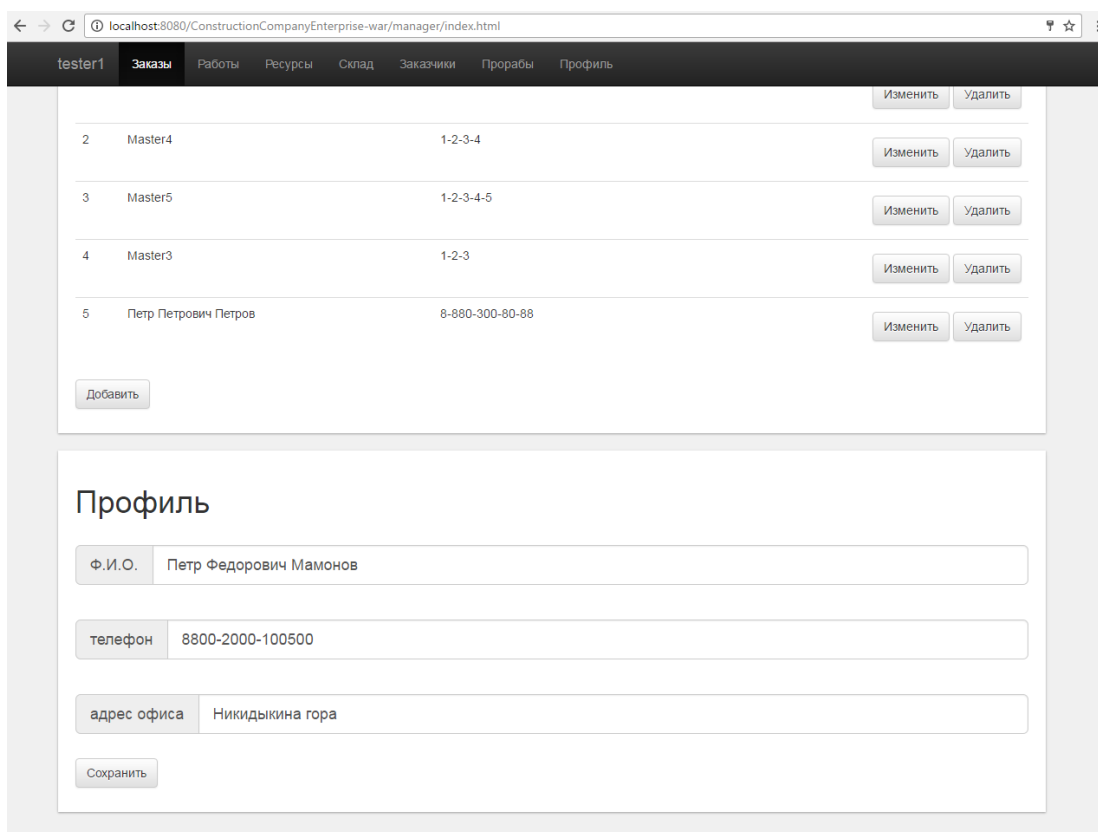 localhost:8080/ConstructionCompanyEnterprise-war/manager/index.html
tester1 Заказы Работы Ресурсы Склад Заказчики Прорабы Профиль
Изменить Удалить
2 Master4 1-2-3-4 Изменить Удалить
3 Master5 1-2-3-4-5 Изменить Удалить
4 Master3 1-2-3 Изменить Удалить
5 Петр Петрович Петров 8-880-300-80-88 Изменить Удалить
Добавить
Профиль
Ф.И.О. Петр Федорович Мамонов
телефон 8800-2000-100500
адрес офиса Никидыкина гора
Сохранить